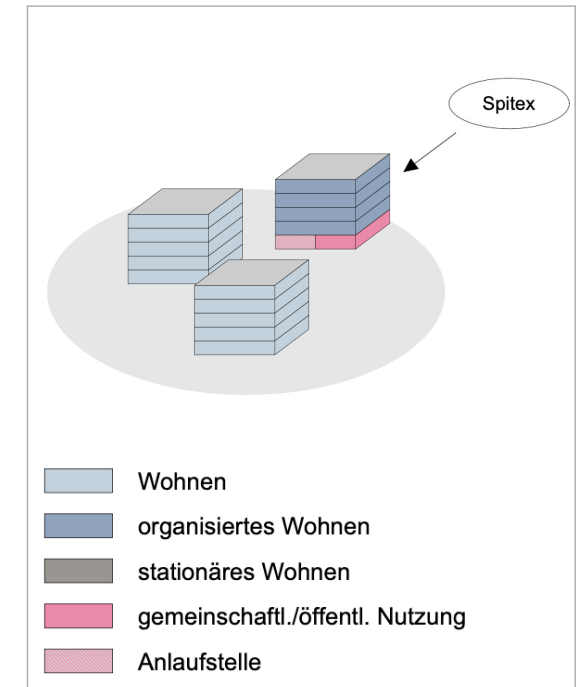 Spitex
Wohnen
organisiertes Wohnen
stationäres Wohnen
gemeinschaftl./öffentl. Nutzung
Anlaufstelle